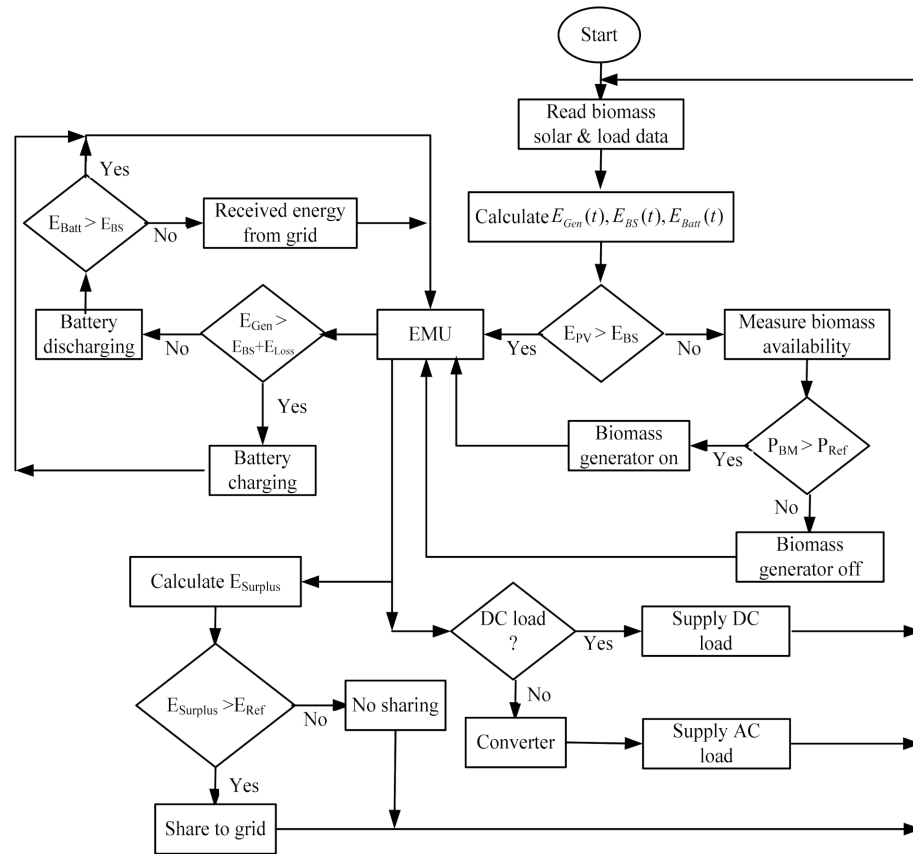 Start
Read biomass
solar & load data
Calculate E_Gen(t), E_BS(t), E_Batt(t)
E_PV > E_BS
Yes
No
Measure biomass
availability
P_BM > P_Ref
Yes
No
Biomass
generator on
Biomass
generator off
EMU
E_Gen >
E_BS+E_Loss
No
Yes
Battery
discharging
Battery
charging
E_Batt > E_BS
Yes
No
Received energy
from grid
Calculate E_Surplus
E_Surplus >E_Ref
No
Yes
No sharing
Share to grid
DC load
?
Yes
No
Supply DC
load
Converter
Supply AC
load